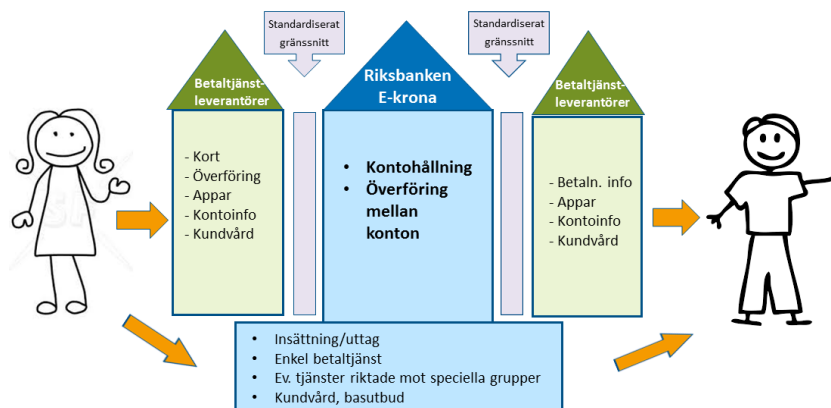 Standardiserat
gränssnitt
Standardiserat
gränssnitt
Betaltjänst-
leverantörer
Riksbanken
E-krona
Betaltjänst-
leverantörer
- Kort
- Överföring
- Appar
- Kontoinfo
- Kundvård
• Kontohållning
• Överföring
mellan
konton
- Betaln. info
- Appar
- Kontoinfo
- Kundvård
• Insättning/uttag
• Enkel betaltjänst
• Ev. tjänster riktade mot speciella grupper
• Kundvård, basutbud